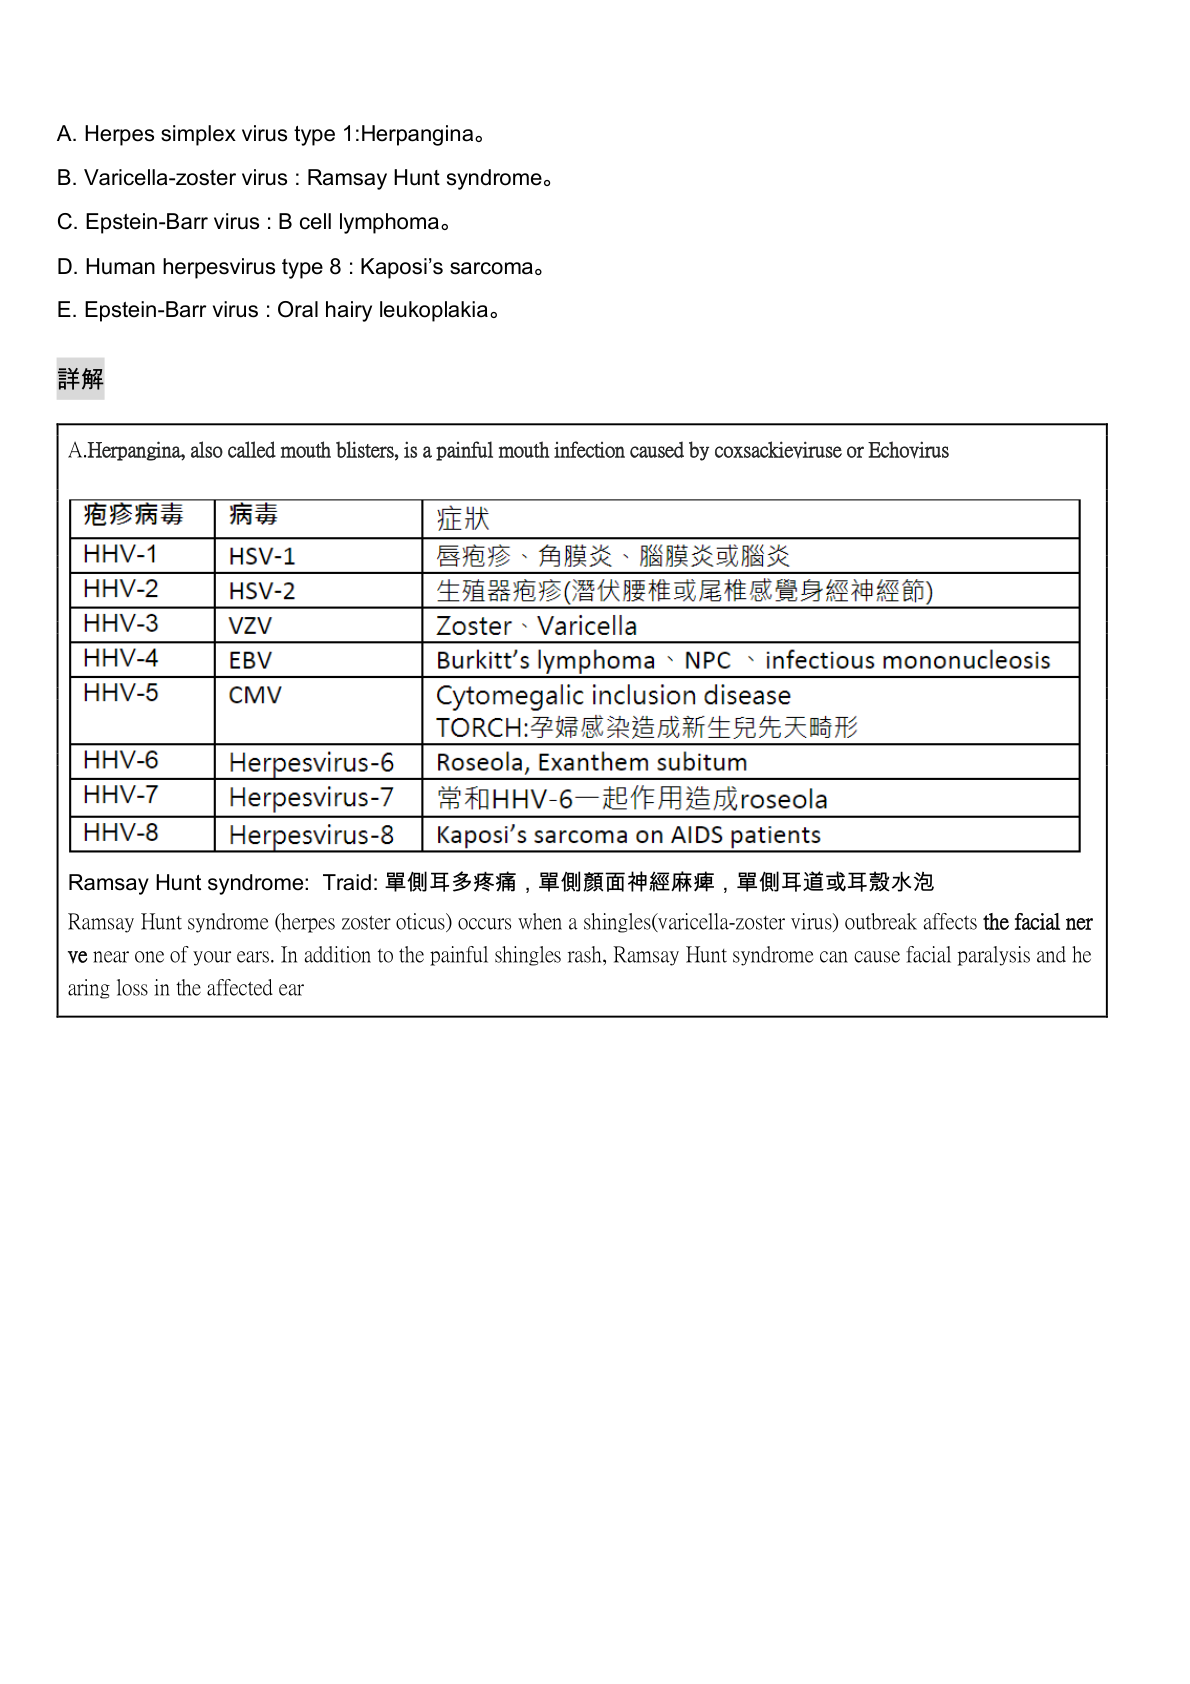 A. Herpes simplex virus type 1:Herpangina。
B. Varicella-zoster virus : Ramsay Hunt syndrome。
C. Epstein-Barr virus : B cell lymphoma。
D. Human herpesvirus type 8 : Kaposi’s sarcoma。
E. Epstein-Barr virus : Oral hairy leukoplakia。
詳解
A.Herpangina, also called mouth blisters, is a painful mouth infection caused by coxsackieviruse or Echovirus
疱疹病毒 病毒 症狀
HHV-1 HSV-1 唇疱疹、角膜炎、腦膜炎或腦炎
HHV-2 HSV-2 生殖器疱疹(潛伏腰椎或尾椎感覺身經神經節)
HHV-3 VZV Zoster、Varicella
HHV-4 EBV Burkitt’s lymphoma、NPC 、infectious mononucleosis
HHV-5 CMV Cytomegalic inclusion disease
TORCH:孕婦感染造成新生兒先天畸形
HHV-6 Herpesvirus-6 Roseola, Exanthem subitum
HHV-7 Herpesvirus-7 常和HHV-6一起作用造成roseola
HHV-8 Herpesvirus-8 Kaposi’s sarcoma on AIDS patients
Ramsay Hunt syndrome: Traid: 單側耳多疼痛，單側顏面神經麻痺，單側耳道或耳殼水泡
Ramsay Hunt syndrome (herpes zoster oticus) occurs when a shingles(varicella-zoster virus) outbreak affects the facial ner
ve near one of your ears. In addition to the painful shingles rash, Ramsay Hunt syndrome can cause facial paralysis and he
aring loss in the affected ear